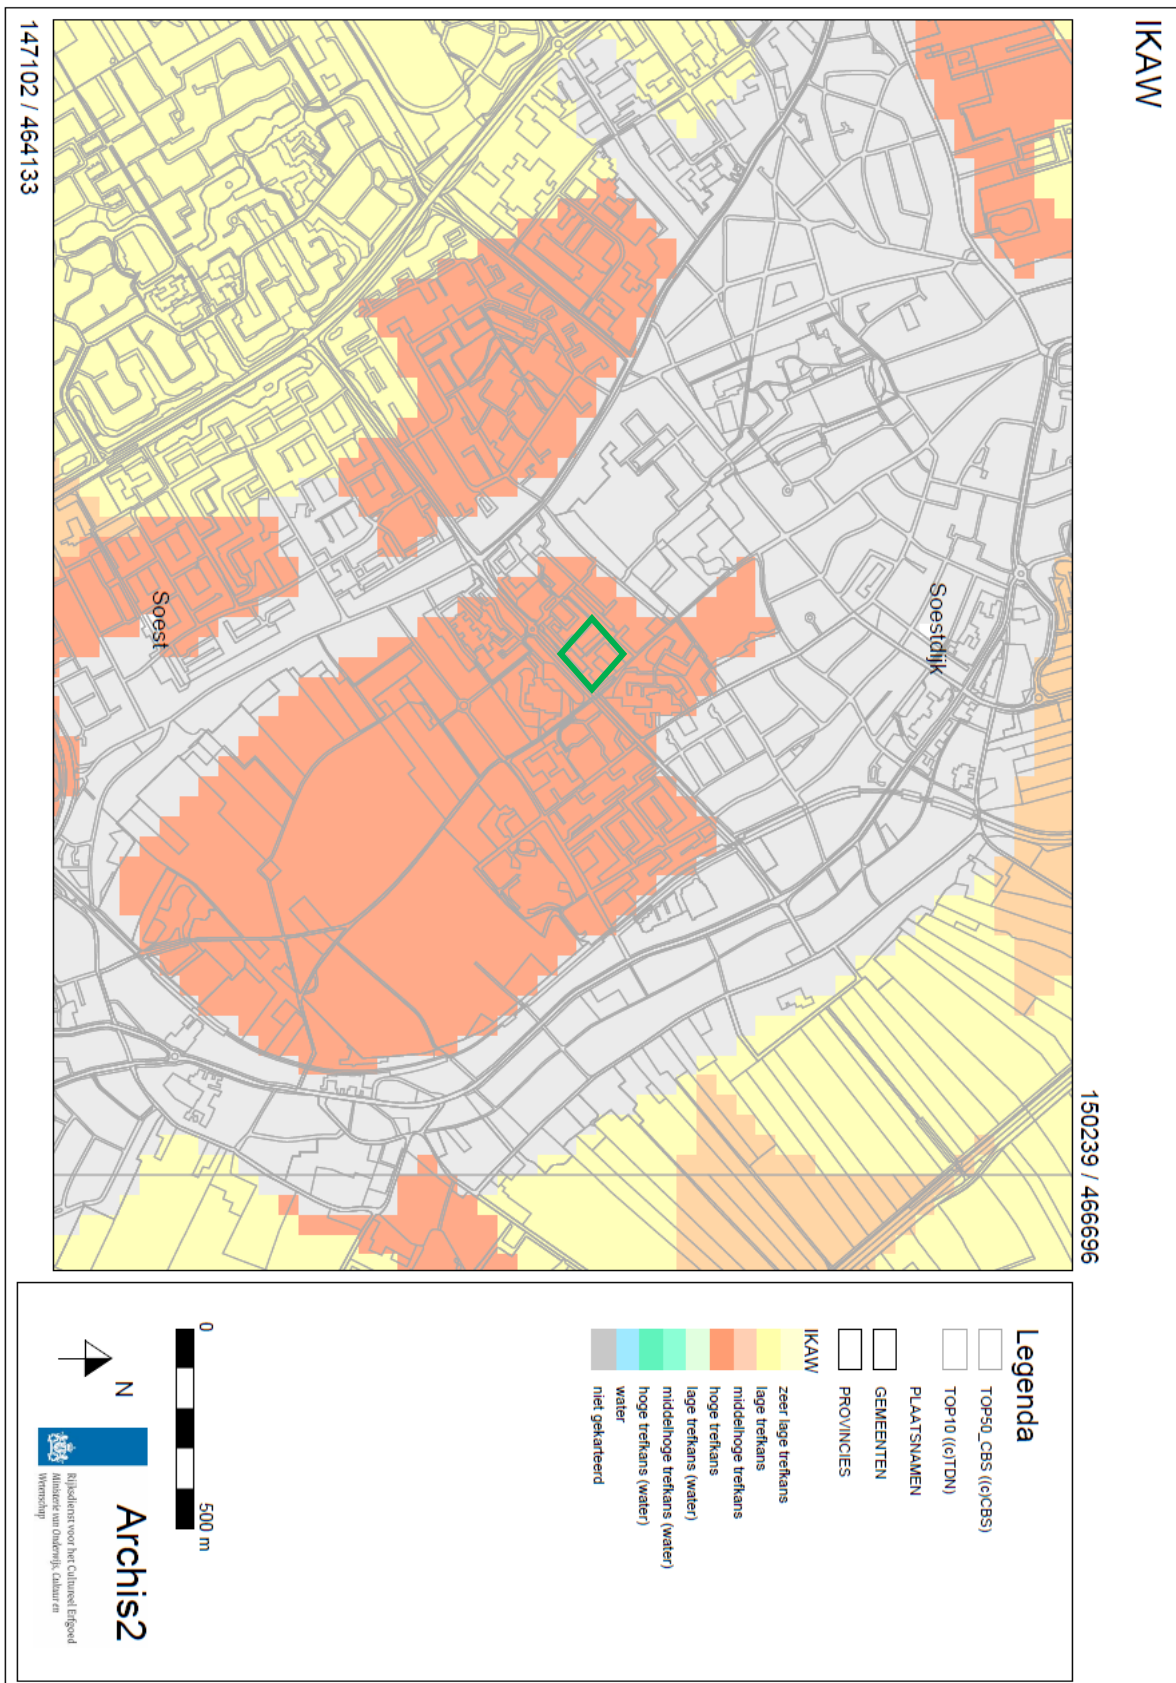 IKAW
150239 / 466696
147102 / 464133
Soestdijk
Soest
Legenda
TOP50_CBS ((c)CBS)
TOP10 ((c)TDN)
PLAATSNAMEN
GEMEENTEN
PROVINCIES
IKAW
zeer lage trefkans
lage trefkans
middelhoge trefkans
hoge trefkans
lage trefkans (water)
middelhoge trefkans (water)
hoge trefkans (water)
water
niet gekarteerd
0
500 m
N
Archis2
Rijksdienst voor het Cultureel Erfgoed
Ministerie van Onderwijs, Cultuur en
Wetenschap